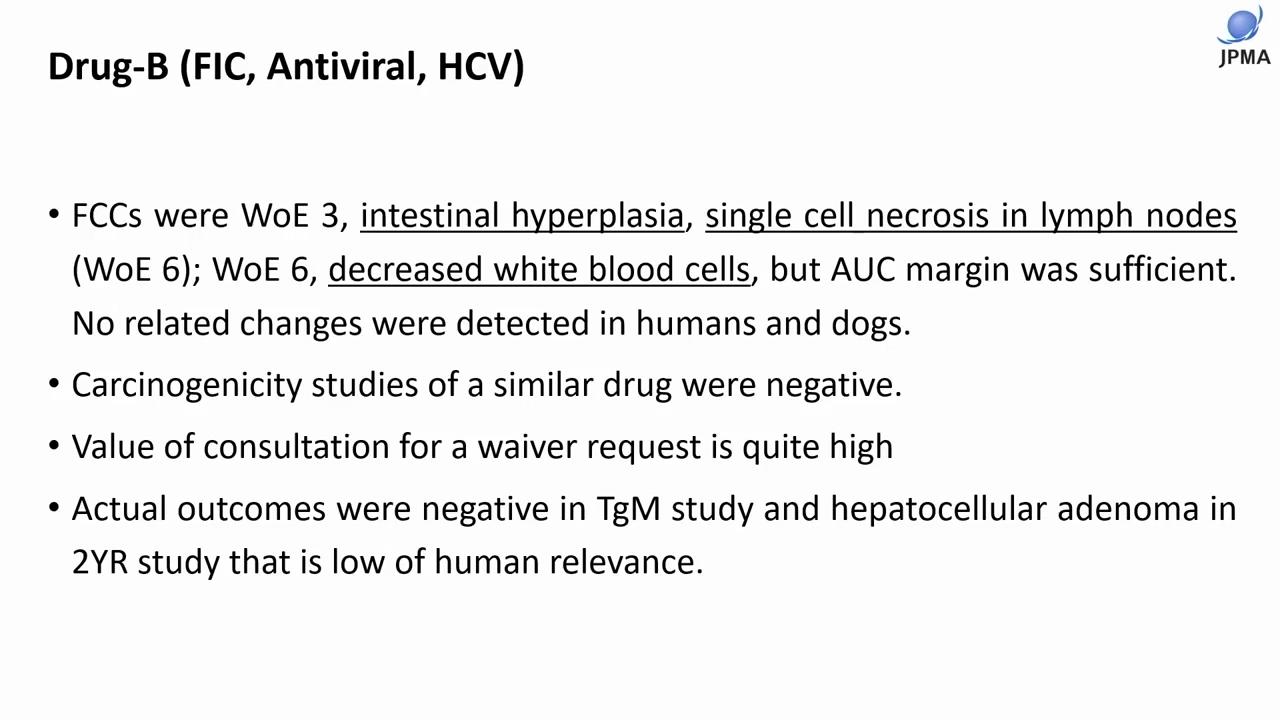 JPMA
Drug-B (FIC, Antiviral, HCV)
• FCCs were WoE 3, intestinal hyperplasia, single cell necrosis in lymph nodes
(WoE 6); WoE 6, decreased white blood cells, but AUC margin was sufficient.
No related changes were detected in humans and dogs.
• Carcinogenicity studies of a similar drug were negative.
• Value of consultation for a waiver request is quite high
• Actual outcomes were negative in TgM study and hepatocellular adenoma in
2YR study that is low of human relevance.